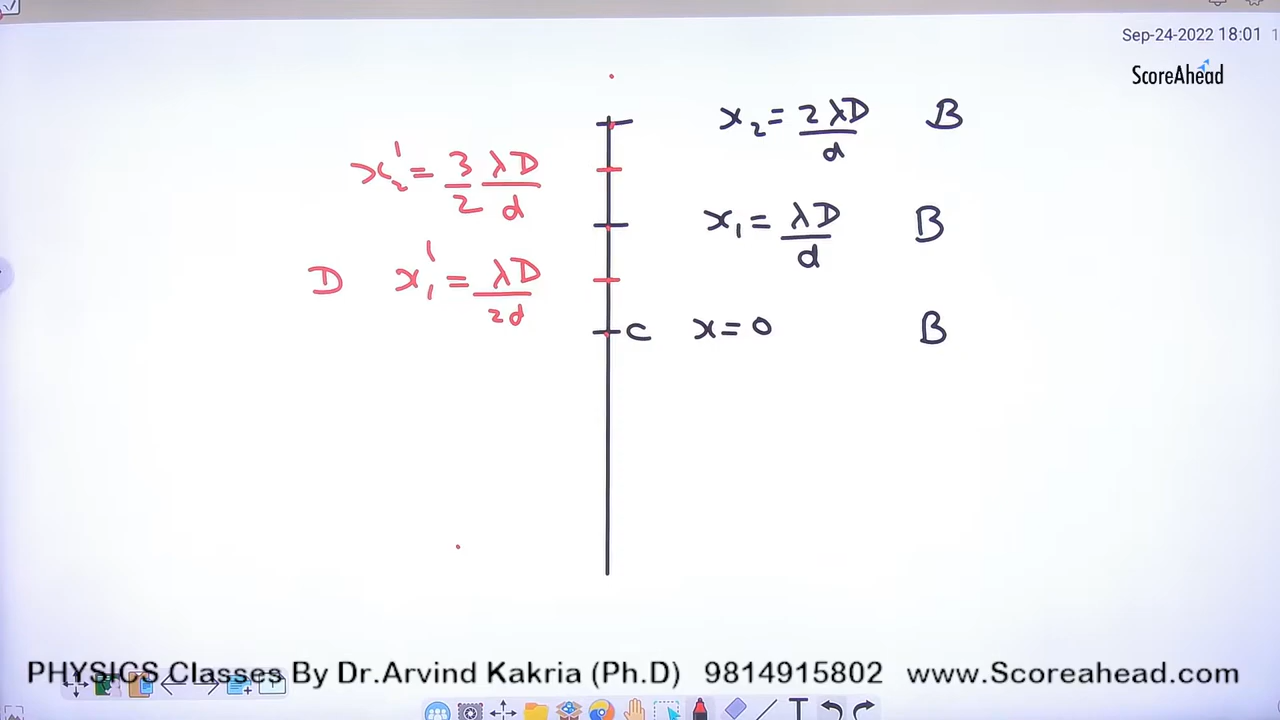 Sep-24-2022 18:01
ScoreAhead
x₂ = 2λD/d B
x₂' = 3/2 λD/d
x₁ = λD/d B
D x₁' = λD/2d
C x = 0 B
PHYSICS Classes By Dr.Arvind Kakria (Ph.D) 9814915802 www.Scoreahead.com